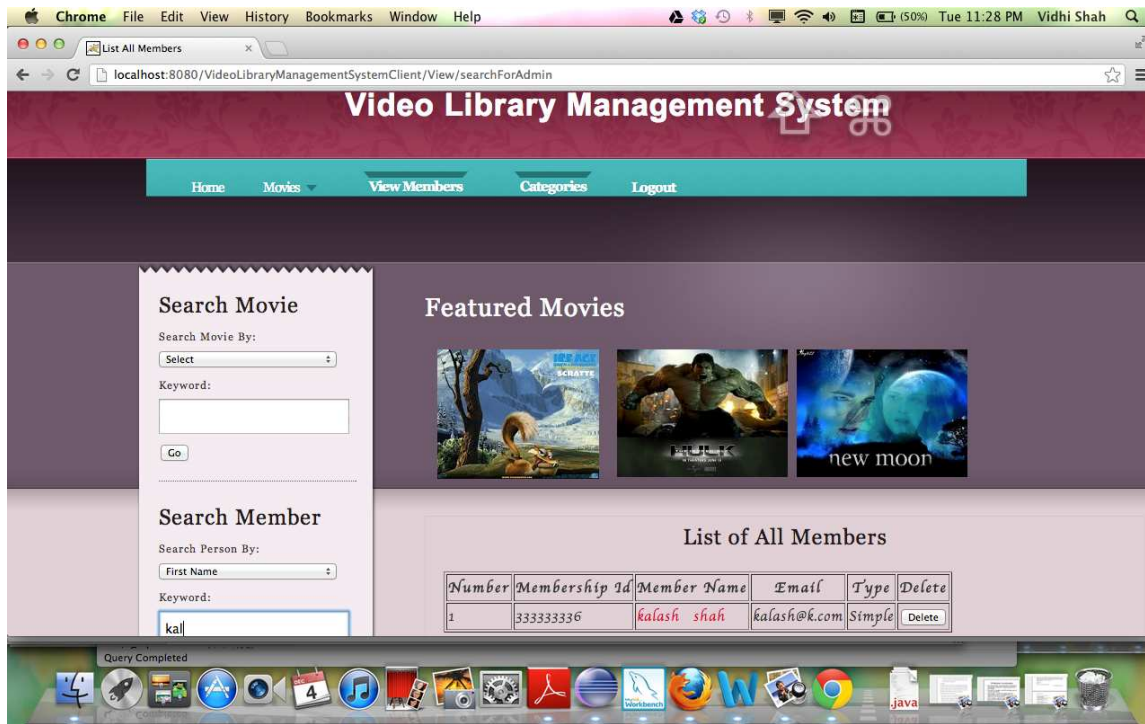 Chrome File Edit View History Bookmarks Window Help (50%) Tue 11:28 PM Vidhi Shah
List All Members
localhost:8080/VideoLibraryManagementSystemClient/View/searchForAdmin
Video Library Management System
Home Movies View Members Categories Logout
Search Movie
Search Movie By:
Select
Keyword:
Go
Featured Movies
ICE AGE
SCRATTE
HULK
new moon
Search Member
Search Person By:
First Name
Keyword:
kal
List of All Members
Number Membership Id Member Name Email Type Delete
1 333333336 kalash shah kalash@k.com Simple Delete
Query Completed
DEC
4
Workbench
.java